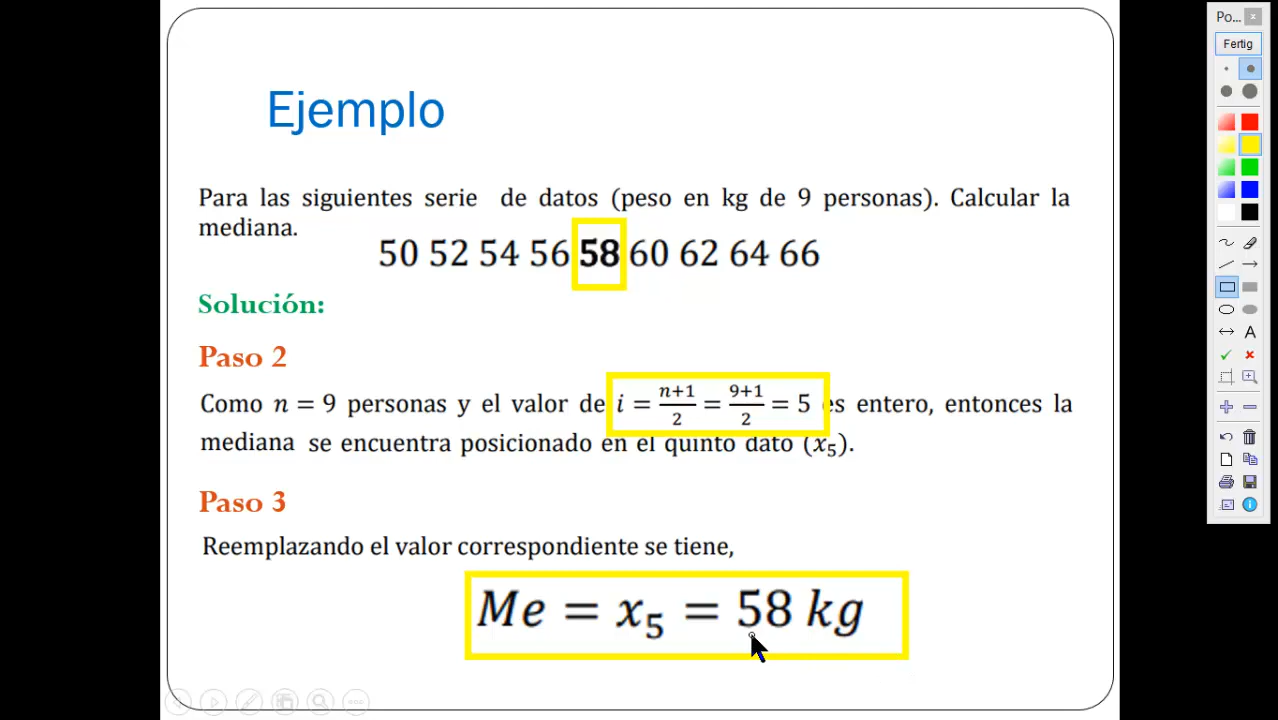 Ejemplo
Para las siguientes serie de datos (peso en kg de 9 personas). Calcular la
mediana.
50 52 54 56 58 60 62 64 66
Solución:
Paso 2
Como n = 9 personas y el valor de i = \frac{n+1}{2} = \frac{9+1}{2} = 5 es entero, entonces la
mediana se encuentra posicionado en el quinto dato (x₅).
Paso 3
Reemplazando el valor correspondiente se tiene,
Me = x₅ = 58 kg
Po...
Fertig
A